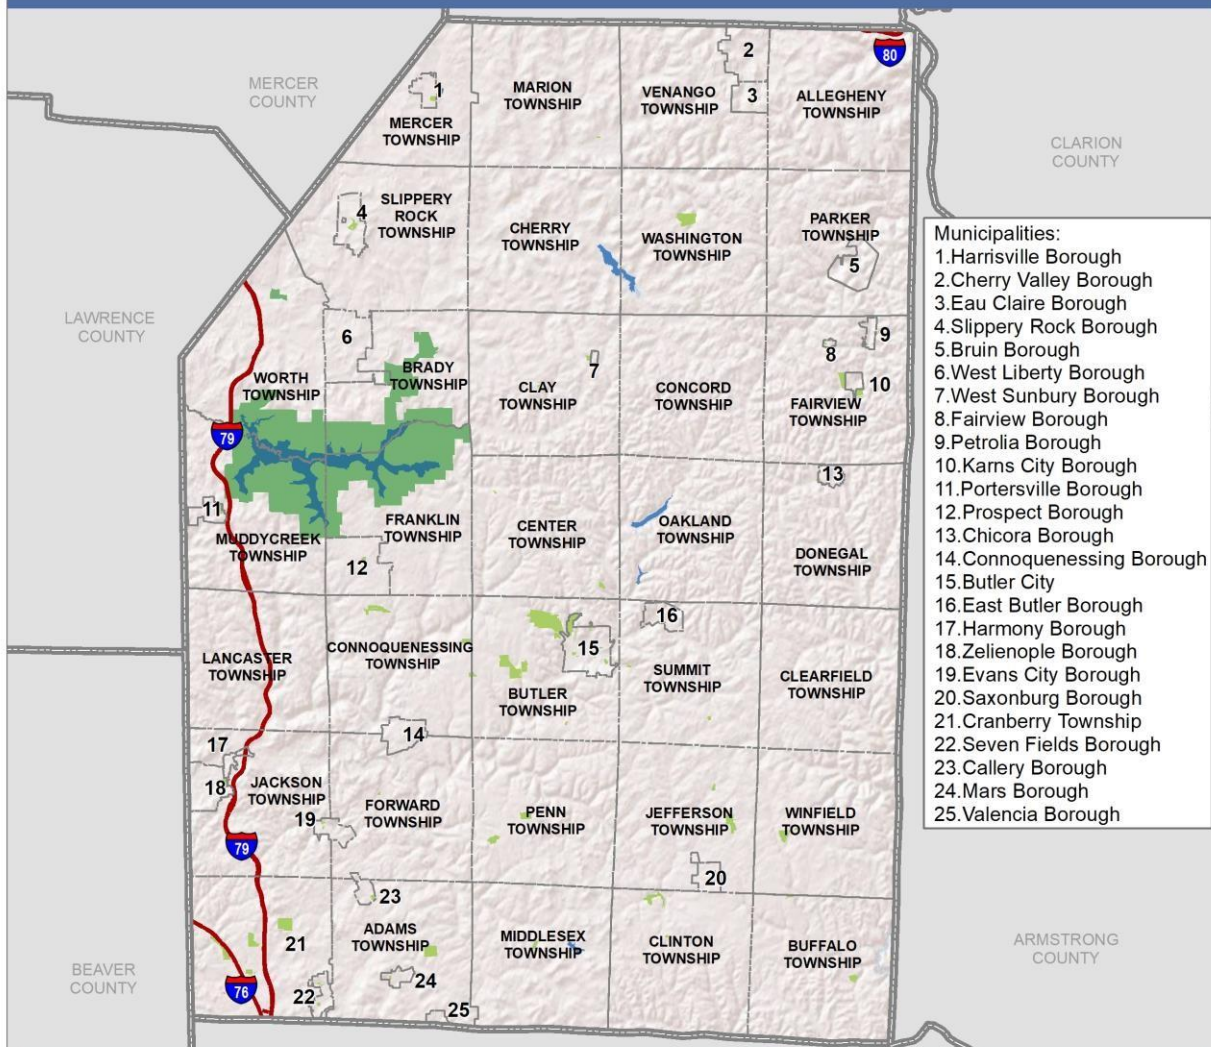 2
80
MERCER
COUNTY
1
MARION
TOWNSHIP
VENANGO
TOWNSHIP
3
ALLEGHENY
TOWNSHIP
MERCER
TOWNSHIP
CLARION
COUNTY
4
SLIPPERY
ROCK
TOWNSHIP
CHERRY
TOWNSHIP
WASHINGTON
TOWNSHIP
PARKER
TOWNSHIP
5
LAWRENCE
COUNTY
6
WORTH
TOWNSHIP
BRADY
TOWNSHIP
7
CLAY
TOWNSHIP
CONCORD
TOWNSHIP
8
9
10
FAIRVIEW
TOWNSHIP
79
13
11
MUDDYCREEK
TOWNSHIP
FRANKLIN
TOWNSHIP
CENTER
TOWNSHIP
OAKLAND
TOWNSHIP
DONEGAL
TOWNSHIP
12
16
15
LANCASTER
TOWNSHIP
CONNOQUENESSING
TOWNSHIP
BUTLER
TOWNSHIP
SUMMIT
TOWNSHIP
CLEARFIELD
TOWNSHIP
14
17
18
JACKSON
TOWNSHIP
19
FORWARD
TOWNSHIP
PENN
TOWNSHIP
JEFFERSON
TOWNSHIP
WINFIELD
TOWNSHIP
79
20
23
21
ADAMS
TOWNSHIP
MIDDLESEX
TOWNSHIP
CLINTON
TOWNSHIP
BUFFALO
TOWNSHIP
ARMSTRONG
COUNTY
BEAVER
COUNTY
76
22
24
25
Municipalities:
1.Harrisville Borough
2.Cherry Valley Borough
3.Eau Claire Borough
4.Slippery Rock Borough
5.Bruin Borough
6.West Liberty Borough
7.West Sunbury Borough
8.Fairview Borough
9.Petrolia Borough
10.Karns City Borough
11.Portersville Borough
12.Prospect Borough
13.Chicora Borough
14.Connoquenessing Borough
15.Butler City
16.East Butler Borough
17.Harmony Borough
18.Zelienople Borough
19.Evans City Borough
20.Saxonburg Borough
21.Cranberry Township
22.Seven Fields Borough
23.Callery Borough
24.Mars Borough
25.Valencia Borough